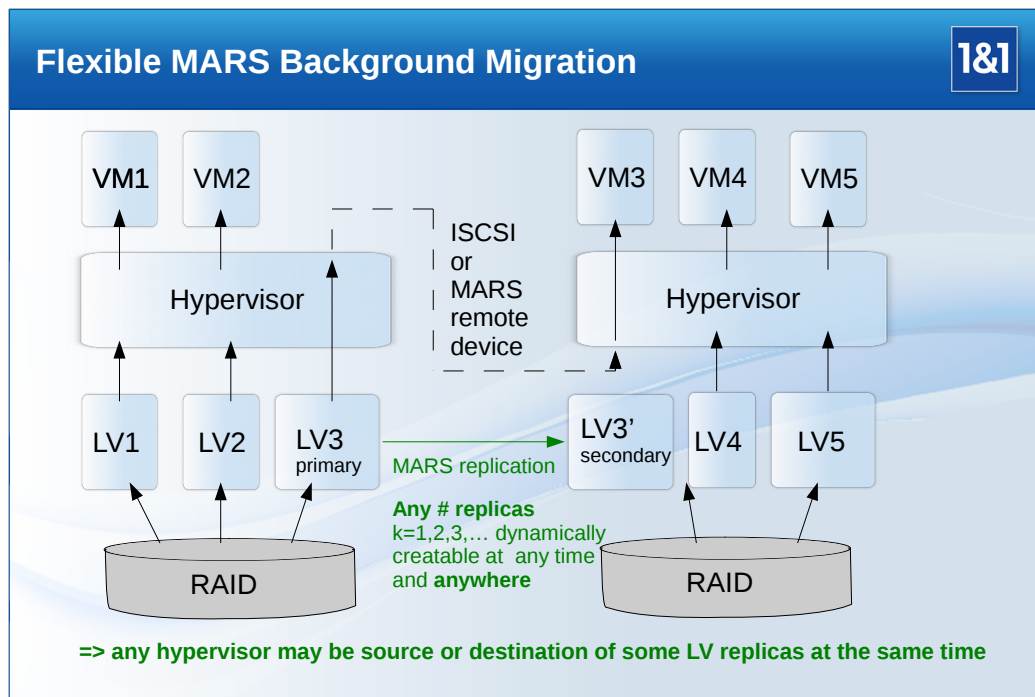 Flexible MARS Background Migration
1&1
VM1
VM2
VM3
VM4
VM5
ISCSI
or
MARS
remote
device
Hypervisor
Hypervisor
LV1
LV2
LV3
primary
LV3’
secondary
LV4
LV5
MARS replication
Any # replicas
k=1,2,3,… dynamically
creatable at any time
and anywhere
RAID
RAID
=> any hypervisor may be source or destination of some LV replicas at the same time